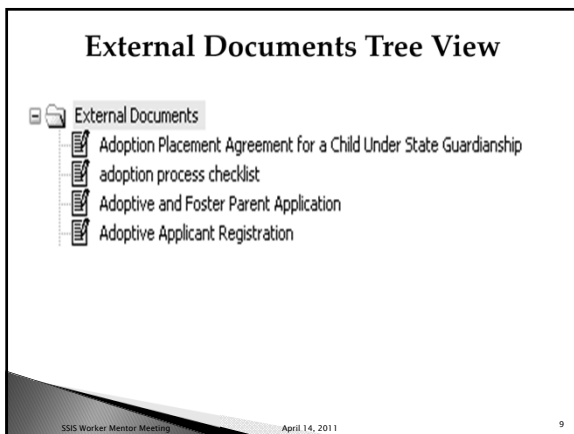 External Documents Tree View
External Documents
Adoption Placement Agreement for a Child Under State Guardianship
adoption process checklist
Adoptive and Foster Parent Application
Adoptive Applicant Registration
SSIS Worker Mentor Meeting April 14, 2011 9